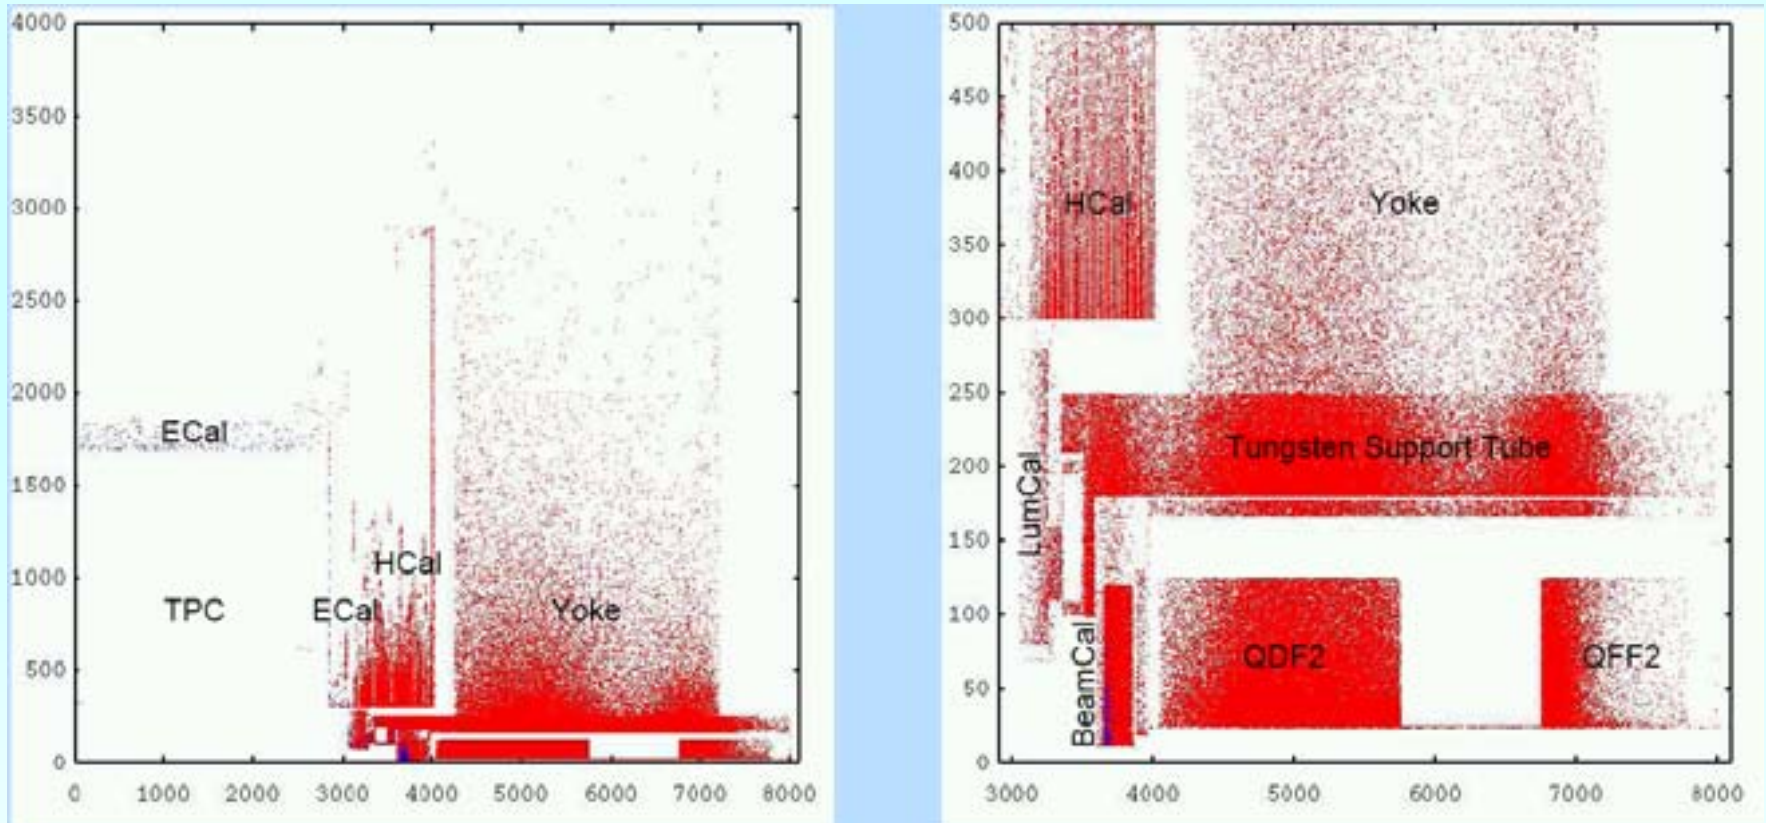 4000
3500
3000
2500
2000
1500
1000
500
0
0 1000 2000 3000 4000 5000 6000 7000 8000
ECal
HCal
TPC
ECal
Yoke
500
450
400
350
300
250
200
150
100
50
0
3000 4000 5000 6000 7000 8000
HCal
Yoke
Tungsten Support Tube
LumCal
BeamCal
QDF2
QFF2